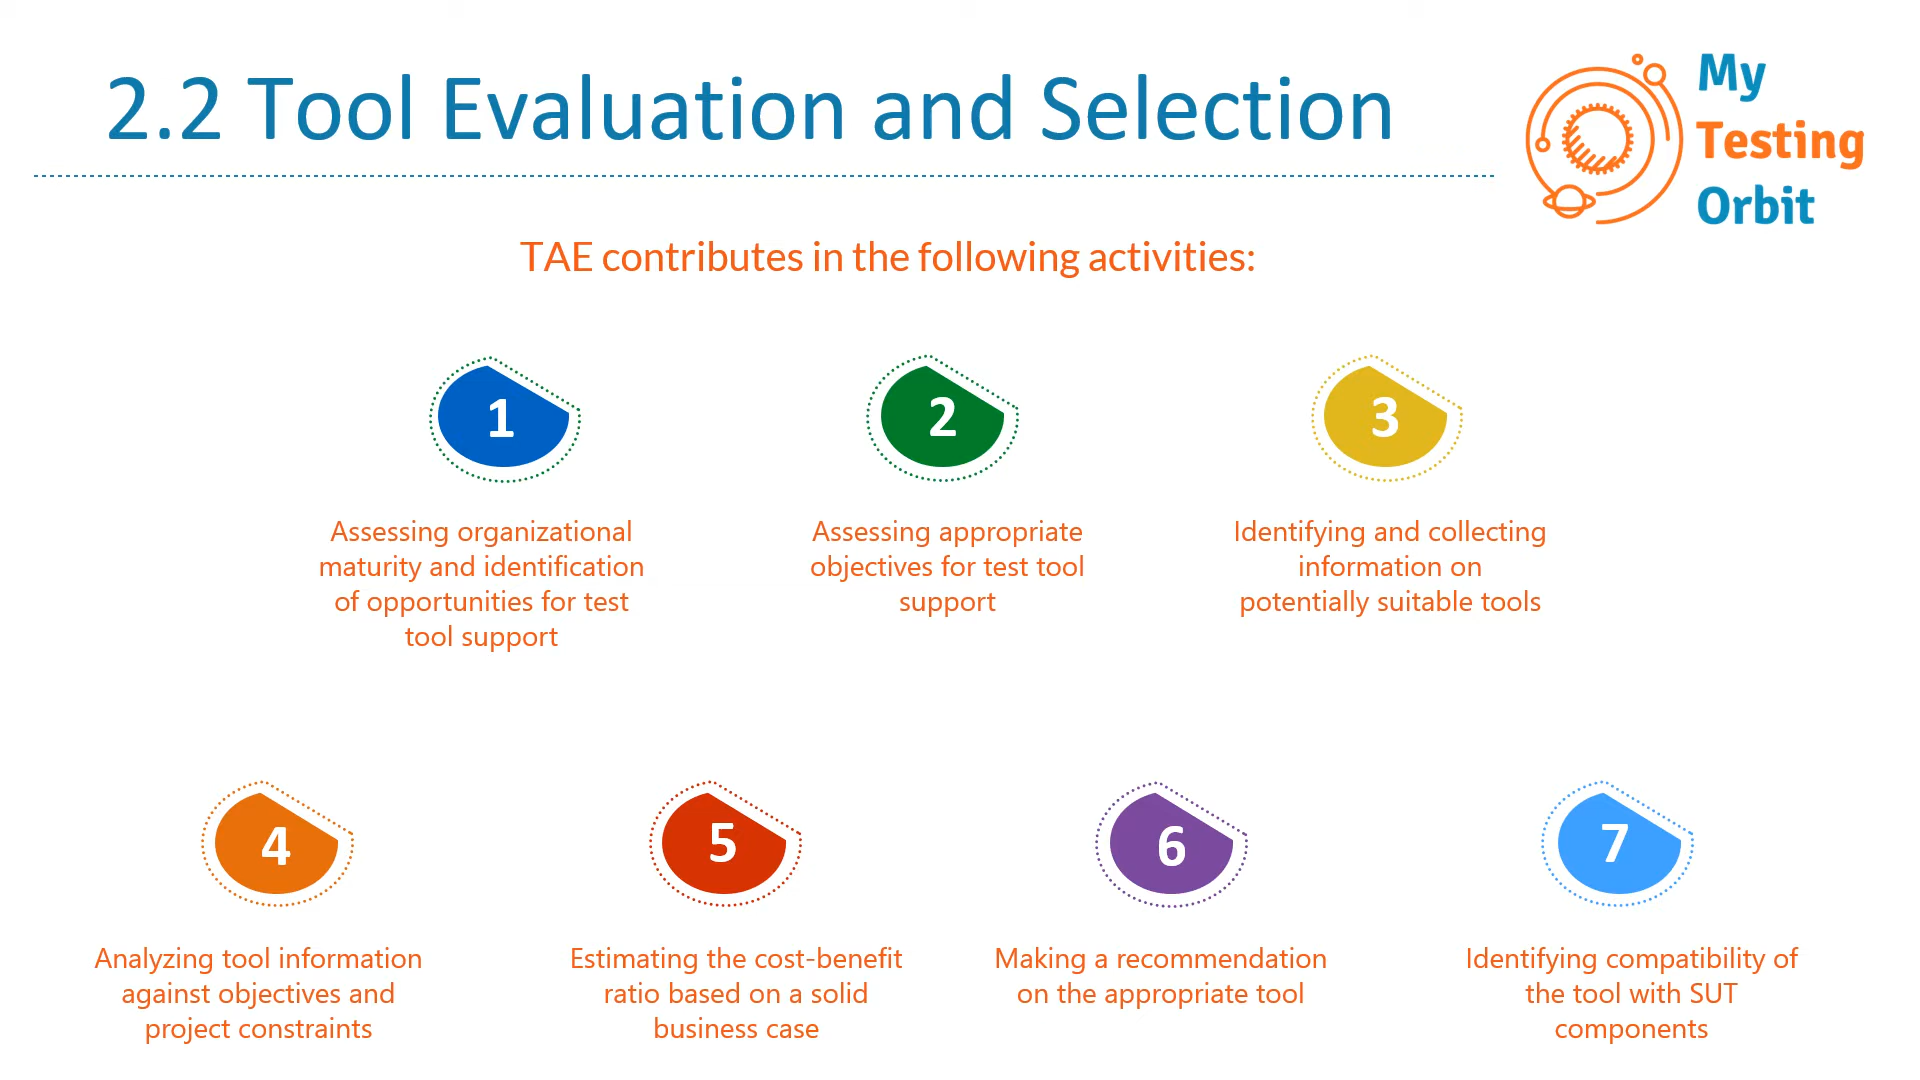 2.2 Tool Evaluation and Selection
My
Testing
Orbit
TAE contributes in the following activities:
1
Assessing organizational
maturity and identification
of opportunities for test
tool support
2
Assessing appropriate
objectives for test tool
support
3
Identifying and collecting
information on
potentially suitable tools
4
Analyzing tool information
against objectives and
project constraints
5
Estimating the cost-benefit
ratio based on a solid
business case
6
Making a recommendation
on the appropriate tool
7
Identifying compatibility of
the tool with SUT
components